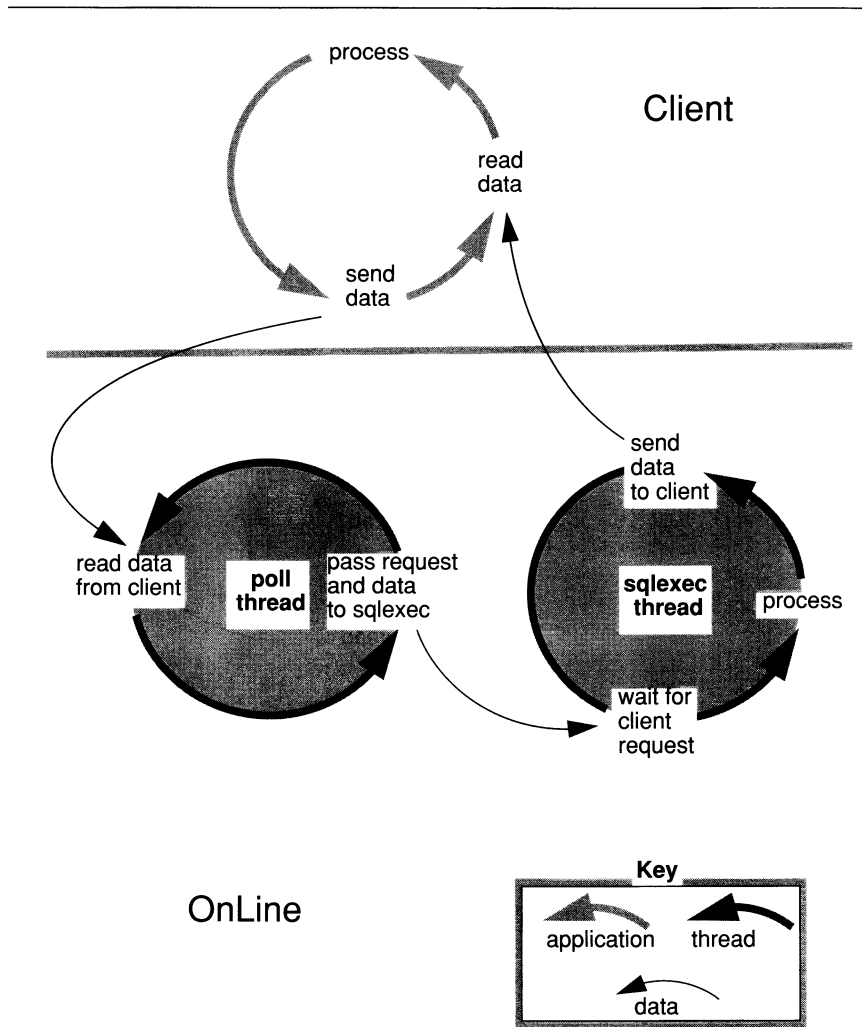 process
Client
read
data
send
data
send
data
to client
read data
from client
poll
thread
pass request
and data
to sqlexec
sqlexec
thread
process
wait for
client
request
OnLine
Key
application
thread
data